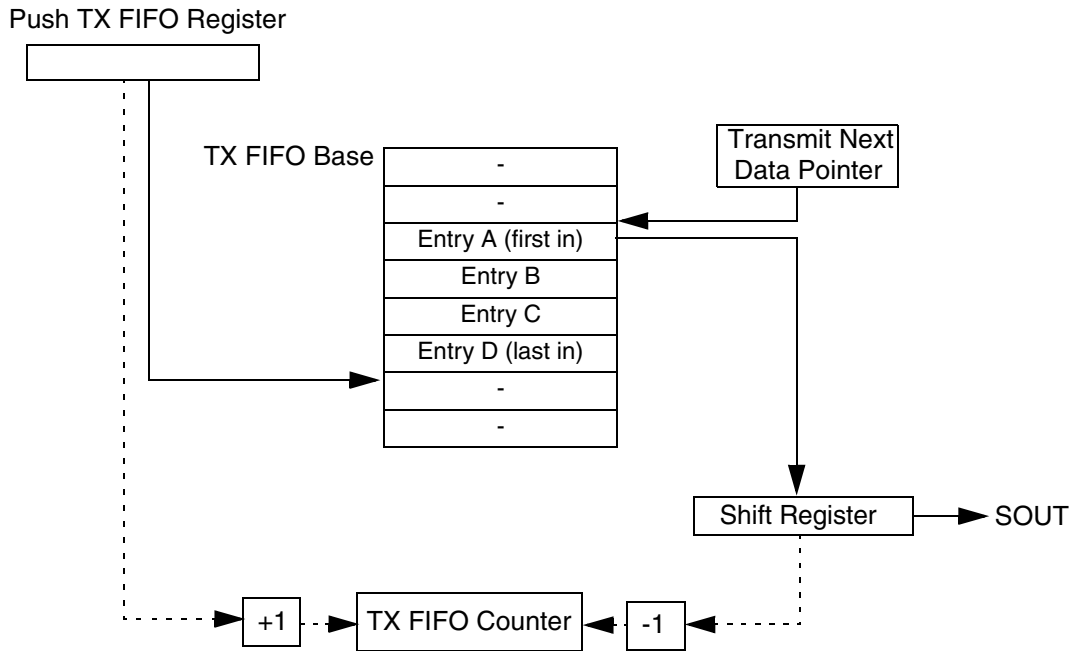 Push TX FIFO Register
TX FIFO Base
-
-
Entry A (first in)
Entry B
Entry C
Entry D (last in)
-
-
Transmit Next
Data Pointer
Shift Register
SOUT
+1
TX FIFO Counter
-1